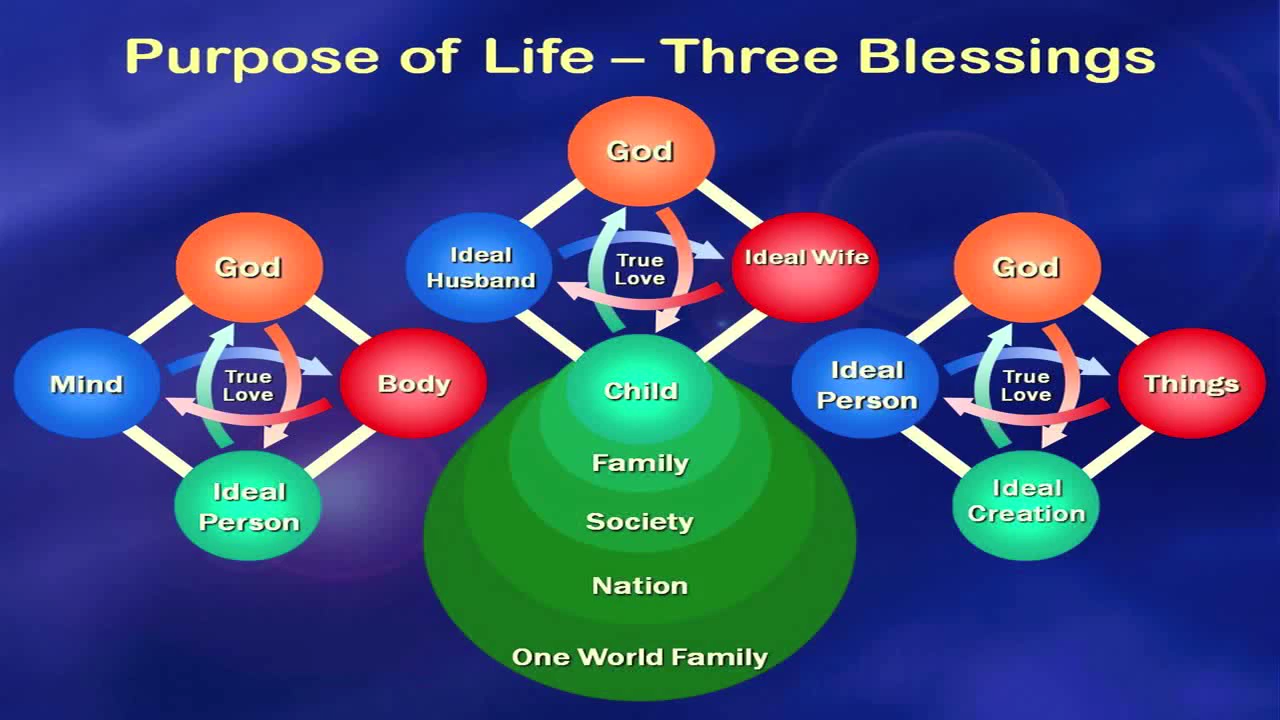 Purpose of Life – Three Blessings
God
Mind
True
Love
Body
Ideal
Person
God
Ideal
Husband
True
Love
Ideal Wife
Child
Family
Society
Nation
One World Family
God
Ideal
Person
True
Love
Things
Ideal
Creation